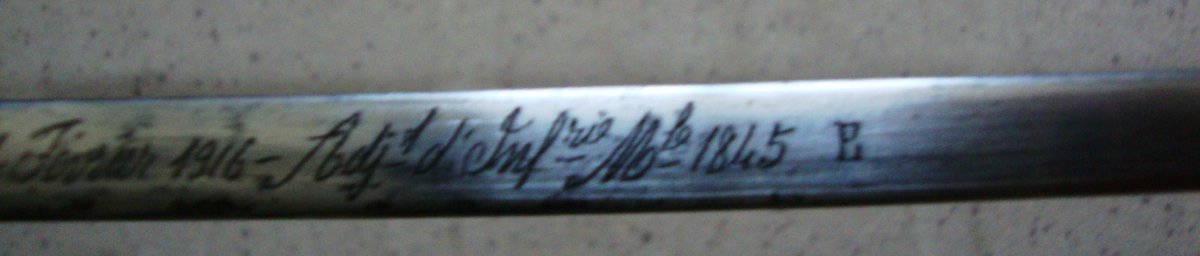 Février 1916 - Adjt d'Infrie Mle 1845 E